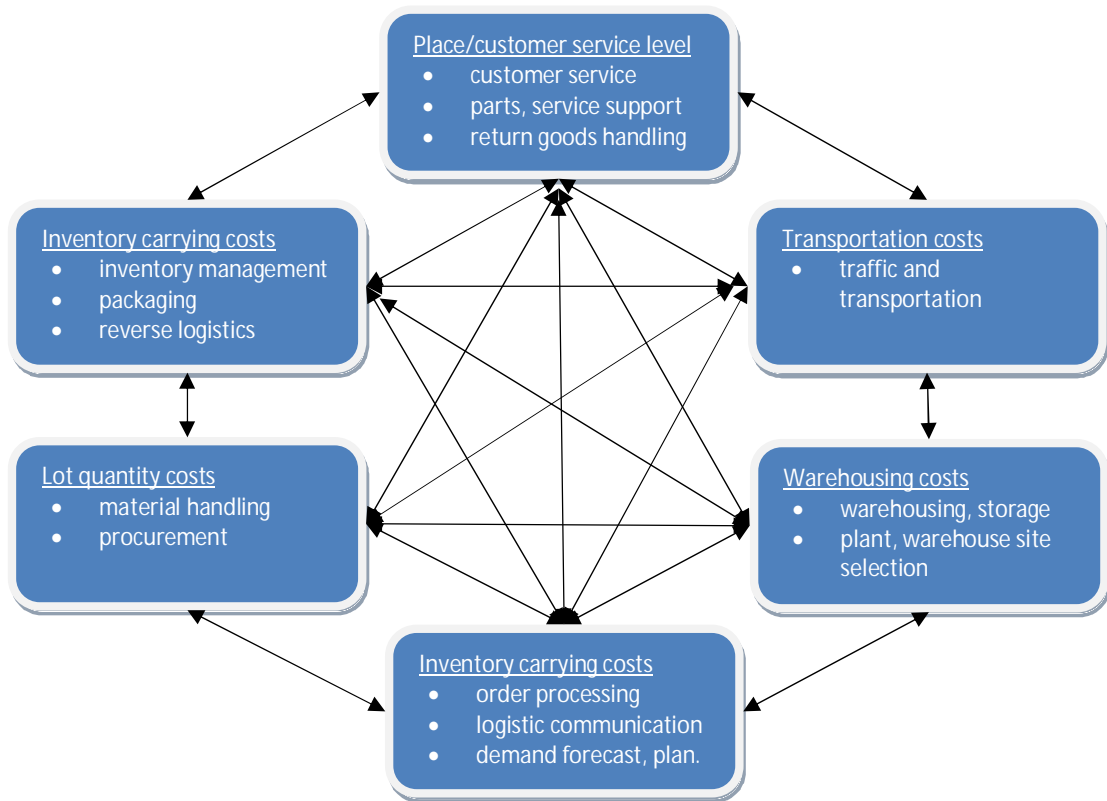 Place/customer service level
• customer service
• parts, service support
• return goods handling
Inventory carrying costs
• inventory management
• packaging
• reverse logistics
Transportation costs
• traffic and
transportation
Lot quantity costs
• material handling
• procurement
Warehousing costs
• warehousing, storage
• plant, warehouse site
selection
Inventory carrying costs
• order processing
• logistic communication
• demand forecast, plan.